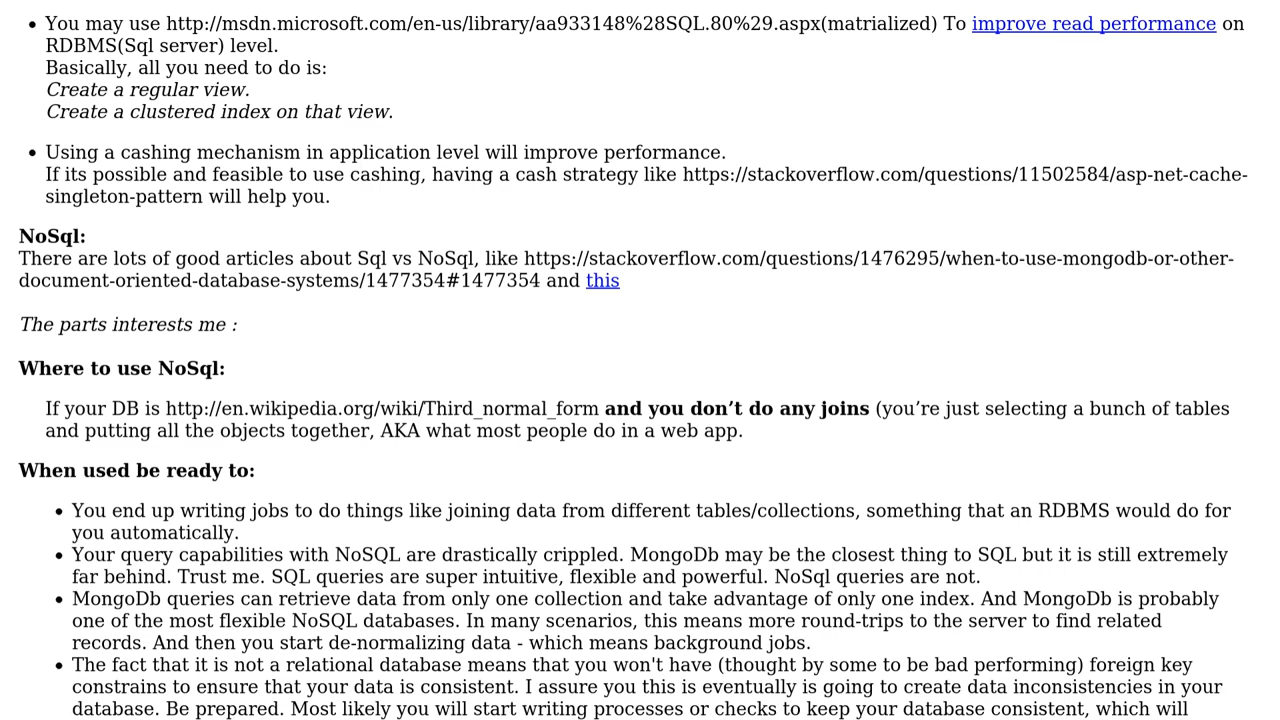 You may use http://msdn.microsoft.com/en-us/library/aa933148%28SQL.80%29.aspx(matrialized) To improve read performance on
RDBMS(Sql server) level.
Basically, all you need to do is:
Create a regular view.
Create a clustered index on that view.
Using a cashing mechanism in application level will improve performance.
If its possible and feasible to use cashing, having a cash strategy like https://stackoverflow.com/questions/11502584/asp-net-cache-
singleton-pattern will help you.
NoSql:
There are lots of good articles about Sql vs NoSql, like https://stackoverflow.com/questions/1476295/when-to-use-mongodb-or-other-
document-oriented-database-systems/1477354#1477354 and this
The parts interests me :
Where to use NoSql:
If your DB is http://en.wikipedia.org/wiki/Third_normal_form and you don’t do any joins (you’re just selecting a bunch of tables
and putting all the objects together, AKA what most people do in a web app.
When used be ready to:
You end up writing jobs to do things like joining data from different tables/collections, something that an RDBMS would do for
you automatically.
Your query capabilities with NoSQL are drastically crippled. MongoDb may be the closest thing to SQL but it is still extremely
far behind. Trust me. SQL queries are super intuitive, flexible and powerful. NoSql queries are not.
MongoDb queries can retrieve data from only one collection and take advantage of only one index. And MongoDb is probably
one of the most flexible NoSQL databases. In many scenarios, this means more round-trips to the server to find related
records. And then you start de-normalizing data - which means background jobs.
The fact that it is not a relational database means that you won't have (thought by some to be bad performing) foreign key
constrains to ensure that your data is consistent. I assure you this is eventually is going to create data inconsistencies in your
database. Be prepared. Most likely you will start writing processes or checks to keep your database consistent, which will